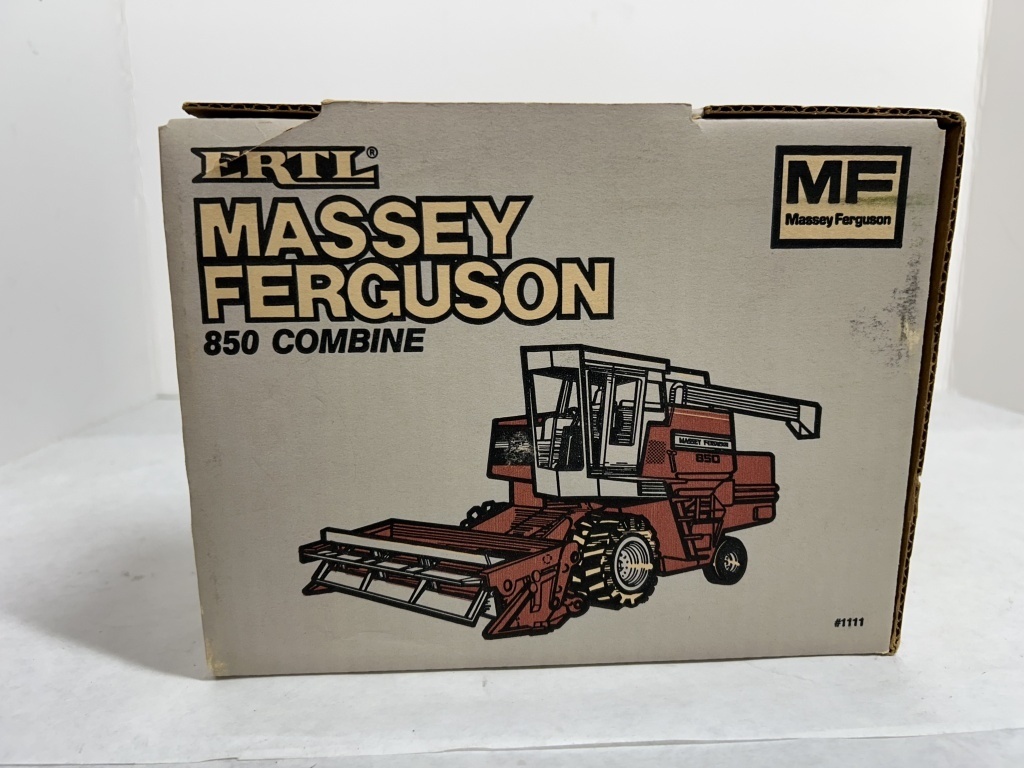 ERTL®
MASSEY
FERGUSON
850 COMBINE
MF
Massey Ferguson
MASSEY FERGUSON
850
#1111